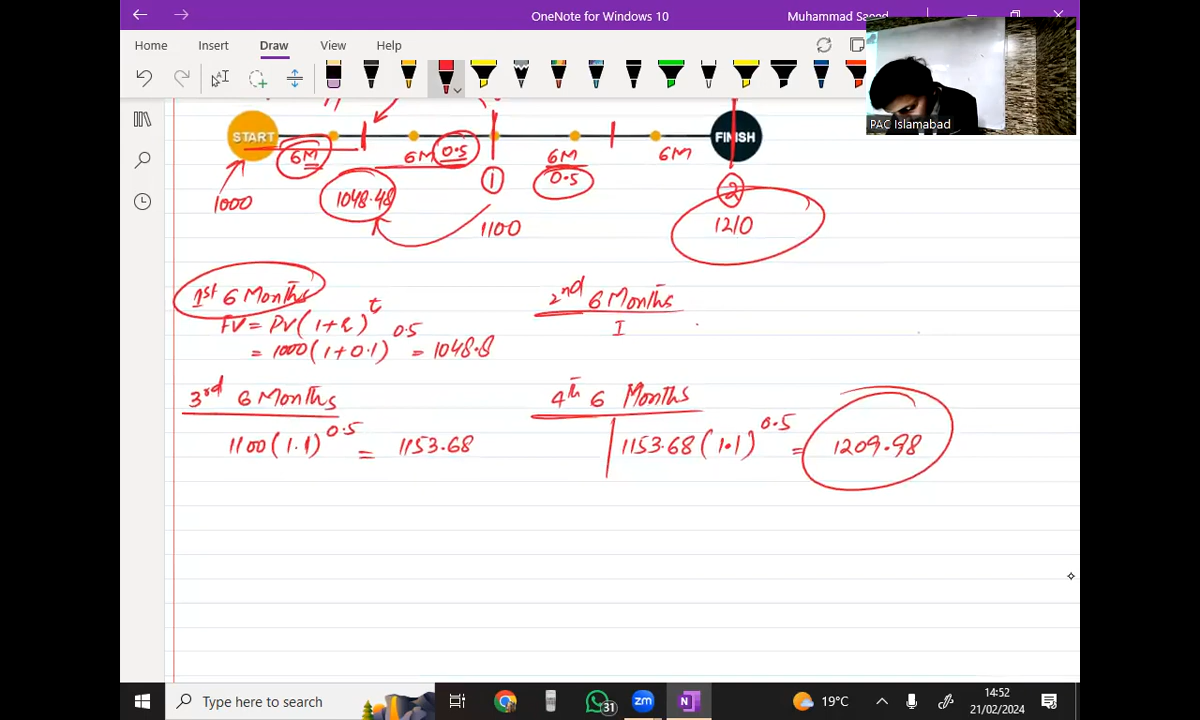 OneNote for Windows 10
Muhammad Saeed
Home Insert Draw View Help
PAC Islamabad
START
FINISH
6M
6M 0.5
6M
0.5
6M
1000
1048.48
1
1100
2
1210
1st 6 Months
FV = PV(1+r)^t
= 1000(1+0.1)^0.5 = 1048.8
2nd 6 Months
I
3rd 6 Months
1100(1.1)^0.5 = 1153.68
4th 6 Months
1153.68(1.1)^0.5 = 1209.98
Type here to search
31
zm
N
19°C
14:52
21/02/2024